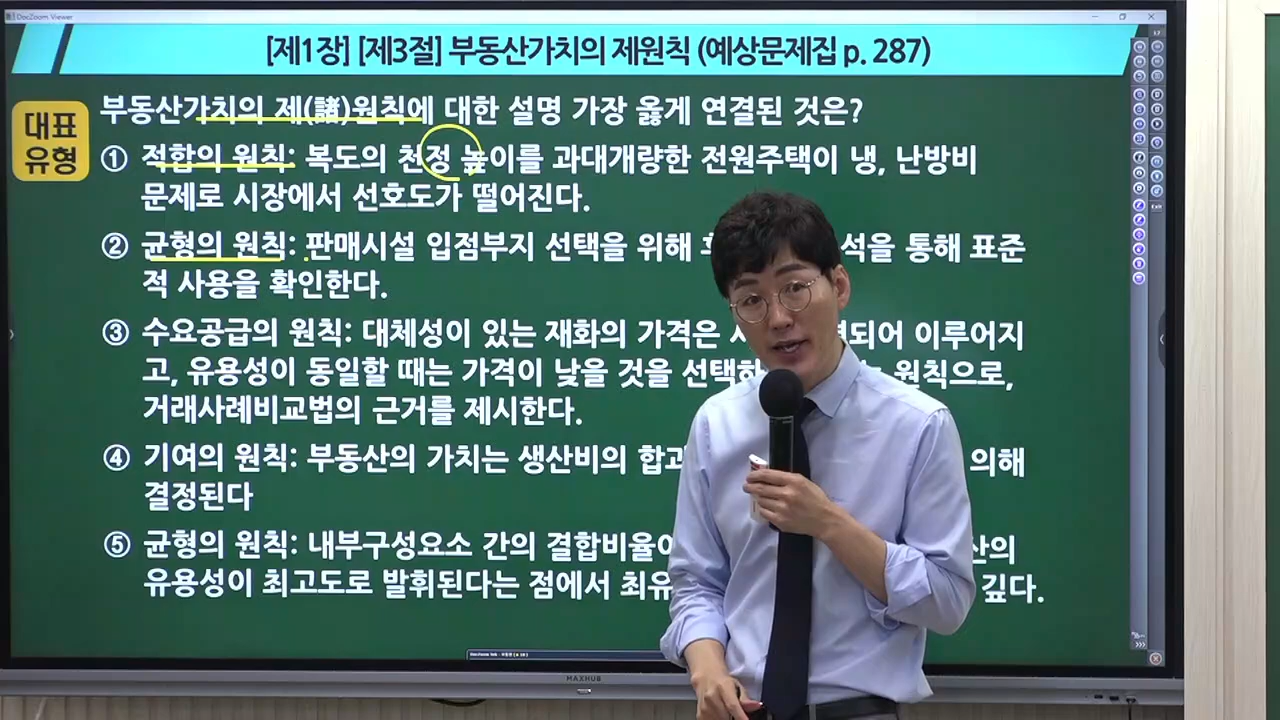 DocZoom Viewer
[제1장] [제3절] 부동산가치의 제원칙 (예상문제집 p. 287)
대표
유형
부동산가치의 제(諸)원칙에 대한 설명 가장 옳게 연결된 것은?
① 적합의 원칙: 복도의 천정 높이를 과대개량한 전원주택이 냉, 난방비
문제로 시장에서 선호도가 떨어진다.
② 균형의 원칙: 판매시설 입점부지 선택을 위해 석을 통해 표준
적 사용을 확인한다.
③ 수요공급의 원칙: 대체성이 있는 재화의 가격은 되어 이루어지
고, 유용성이 동일할 때는 가격이 낮을 것을 원칙으로,
거래사례비교법의 근거를 제시한다.
④ 기여의 원칙: 부동산의 가치는 생산비의 의해
결정된다
⑤ 균형의 원칙: 내부구성요소 간의 산의
유용성이 최고도로 발휘된다는 점에서 깊다.
MAXHUB